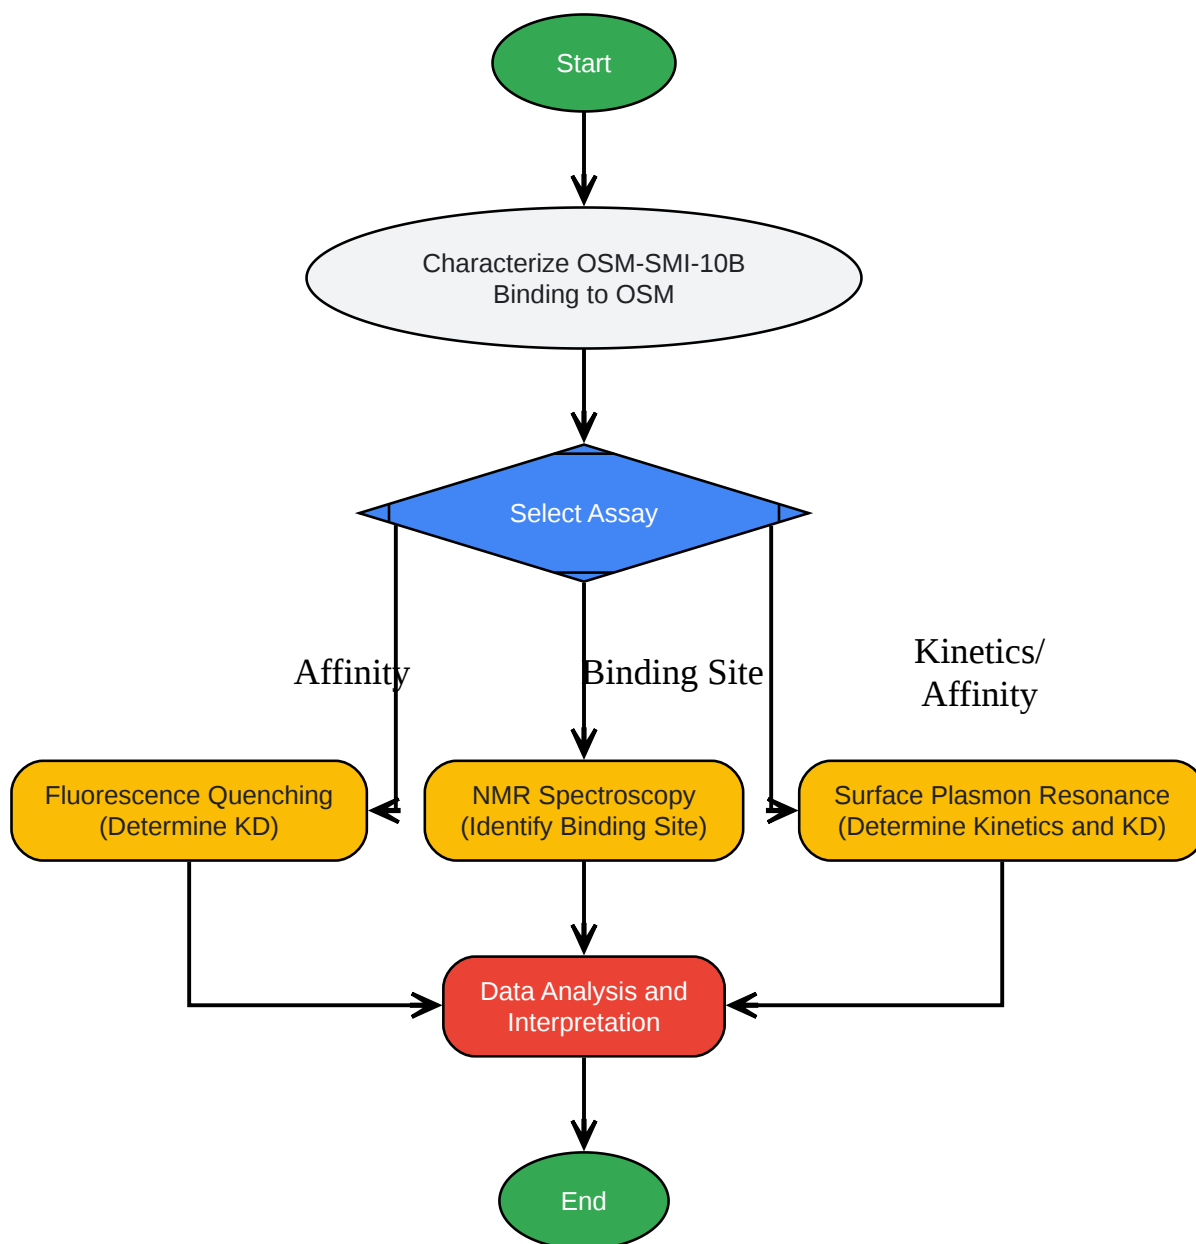 Start
Characterize OSM-SMI-10B
Binding to OSM
Select Assay
Affinity
Binding Site
Kinetics/
Affinity
Fluorescence Quenching
(Determine KD)
NMR Spectroscopy
(Identify Binding Site)
Surface Plasmon Resonance
(Determine Kinetics and KD)
Data Analysis and
Interpretation
End